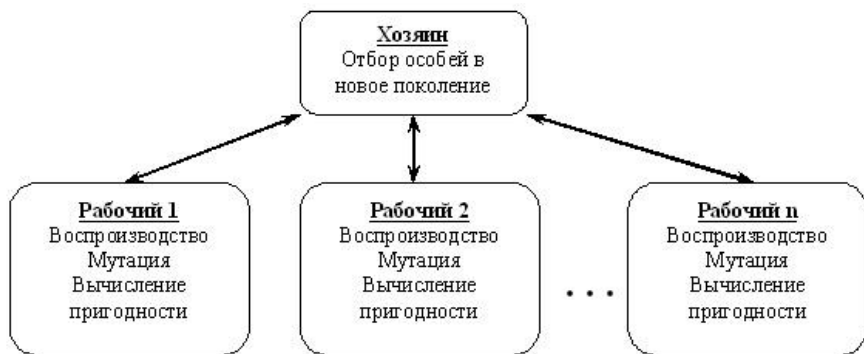 Хозяин
Отбор особей в
новое поколение
Рабочий 1
Воспроизводство
Мутация
Вычисление
пригодности
Рабочий 2
Воспроизводство
Мутация
Вычисление
пригодности
. . .
Рабочий n
Воспроизводство
Мутация
Вычисление
пригодности